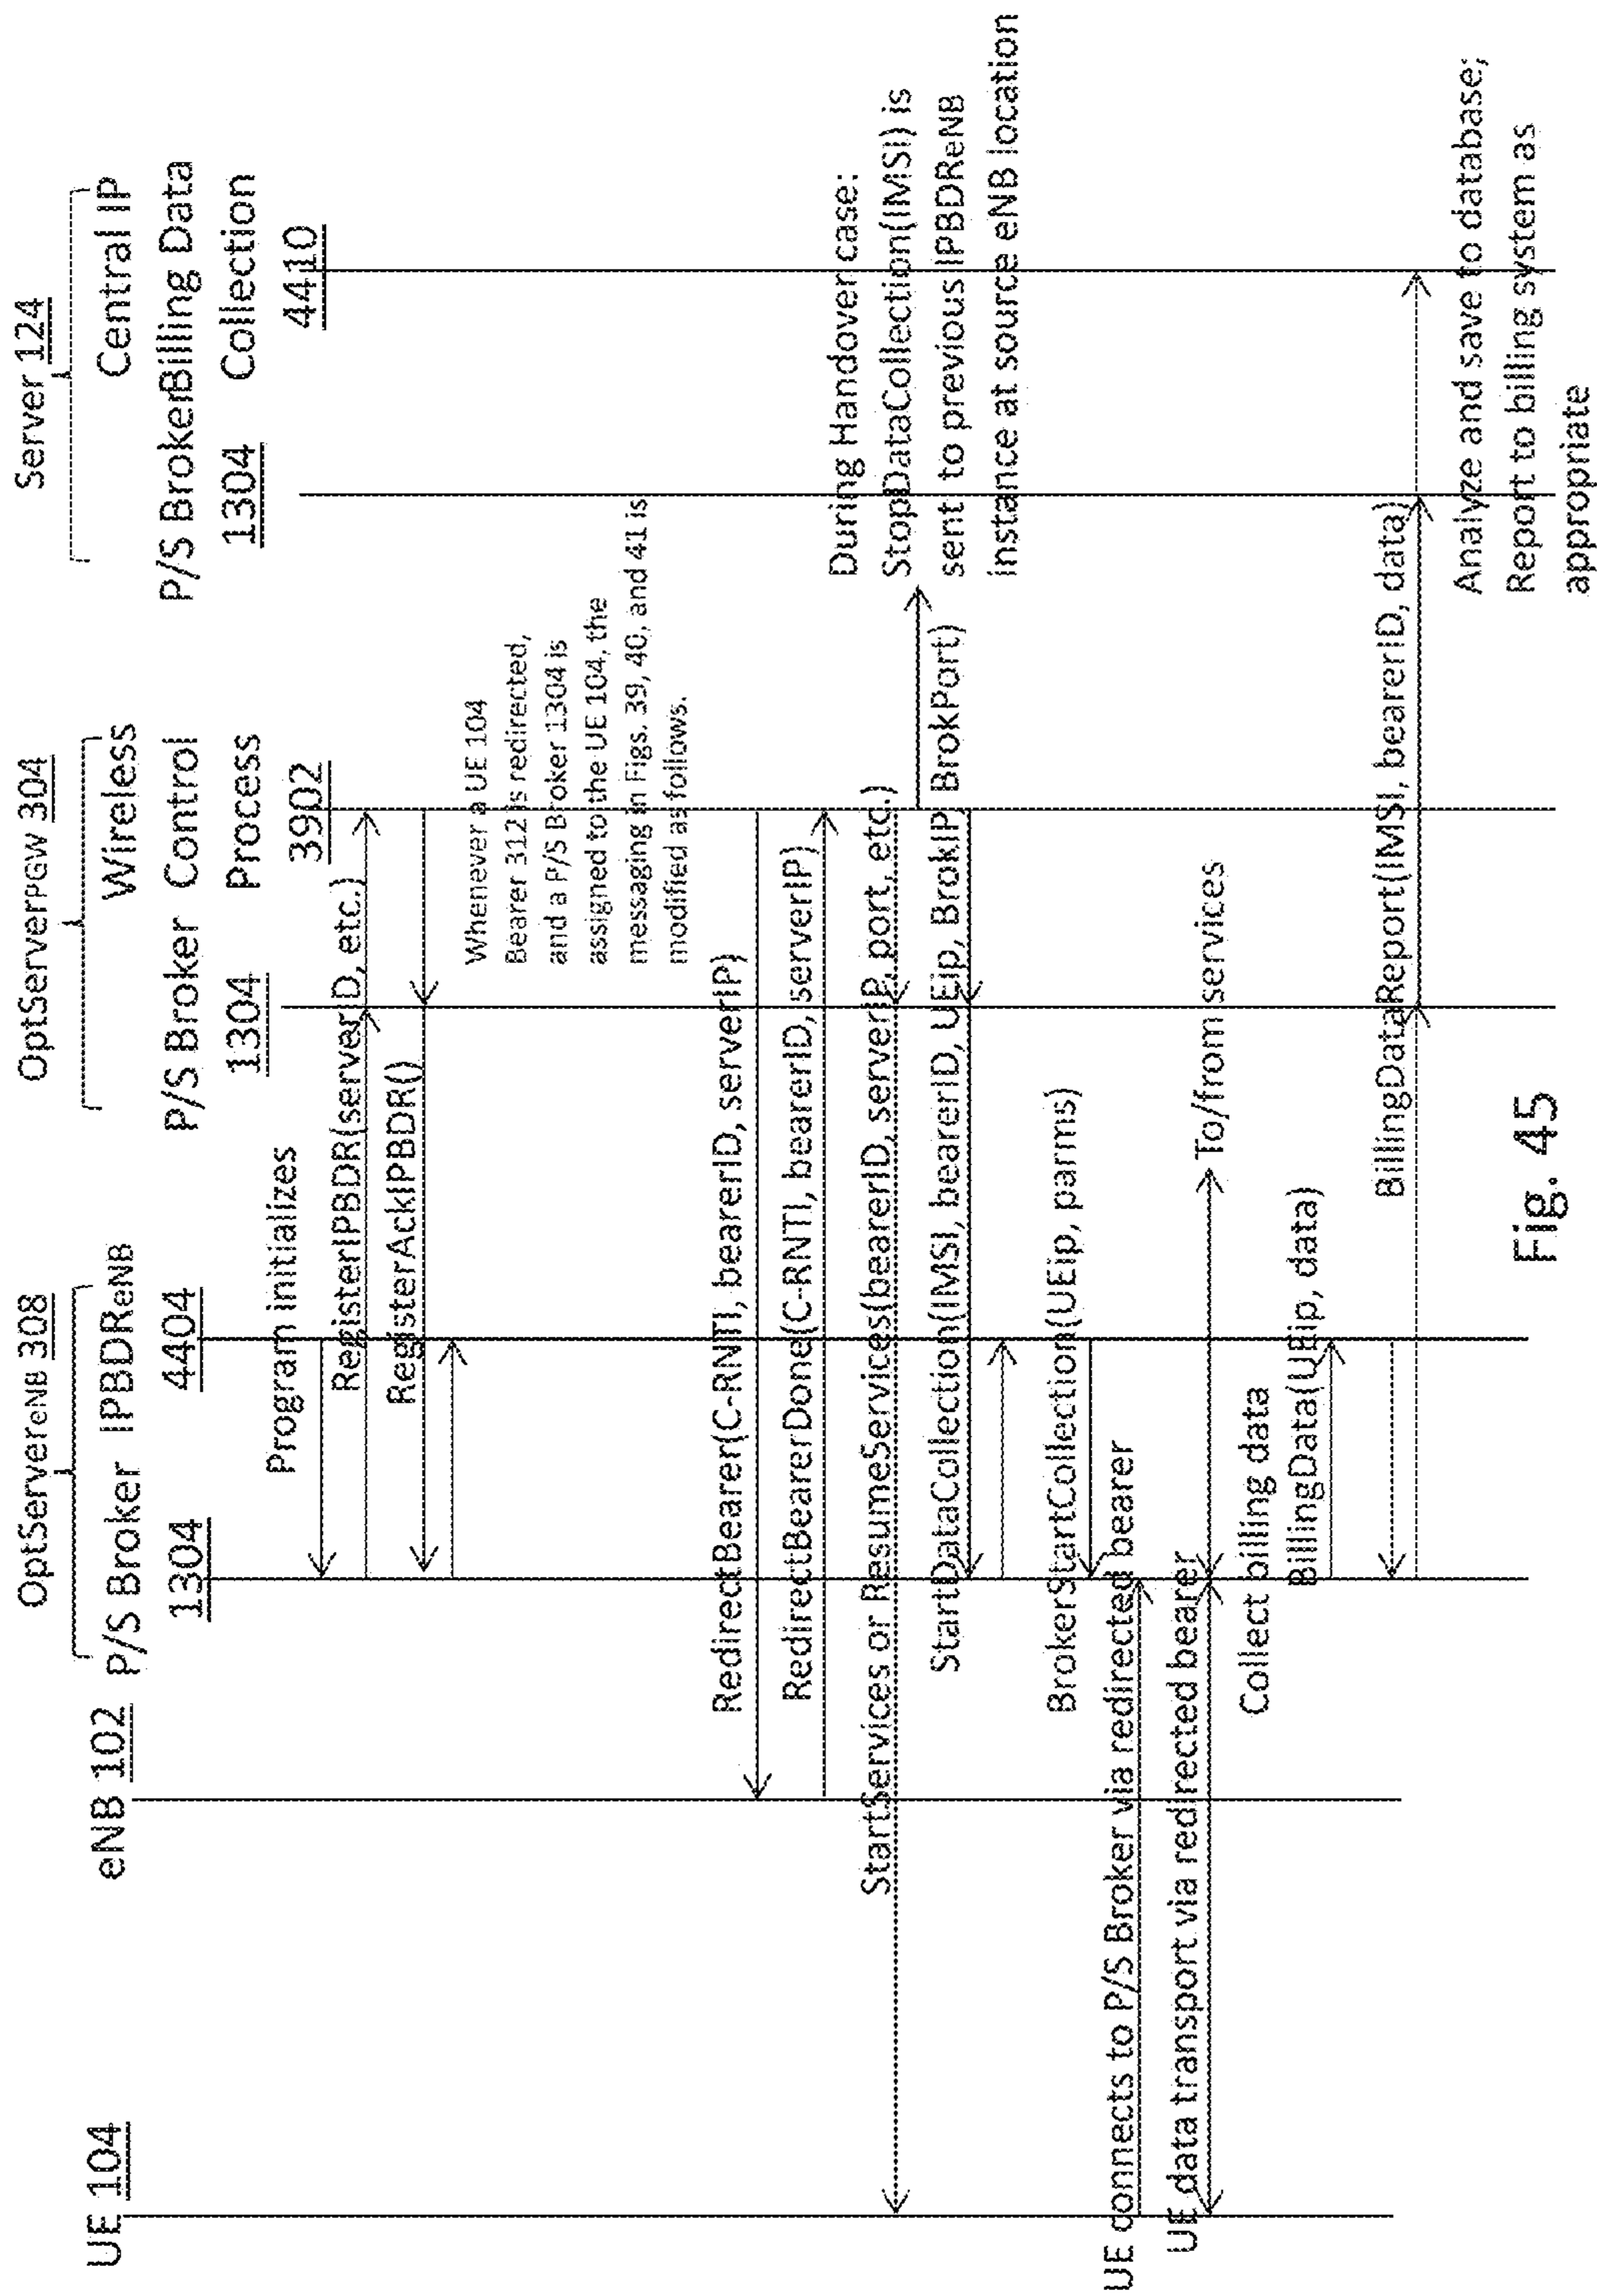 Server 124
OptServerPGW 304
OptServereNB 308
Central IP
Wireless
P/S Broker Billing Data
P/S Broker Control
P/S Broker IPBDReNB
eNB 102
UE 104
1304 Collection
1304 Process
1304 4404
4410
3902
Program initializes
RegisterIPBDR(serverID, etc.)
RegisterAckIPBDR()
Whenever a UE 104
Bearer 312 is redirected,
and a P/S Broker 1304 is
assigned to the UE 104, the
messaging in Figs. 39, 40, and 41 is
modified as follows.
RedirectBearer(C-RNTI, bearerID, serverIP)
RedirectBearerDone(C-RNTI, bearerID, serverIP)
During Handover case:
StopDataCollection(IMSI) is
sent to previous IPBDReNB
instance at source eNB location
StartServices or ResumeServices(bearerID, serverIP, port, etc.)
StartDataCollection(IMSI, bearerID, UEip, BrokIP, BrokPort)
BrokerStartCollection(UEip, parms)
UE connects to P/S Broker via redirected bearer
UE data transport via redirected bearer
To/from services
Collect billing data
BillingData(UEip, data)
BillingDataReport(IMSI, bearerID, data)
Analyze and save to database;
Report to billing system as
appropriate
Fig. 45